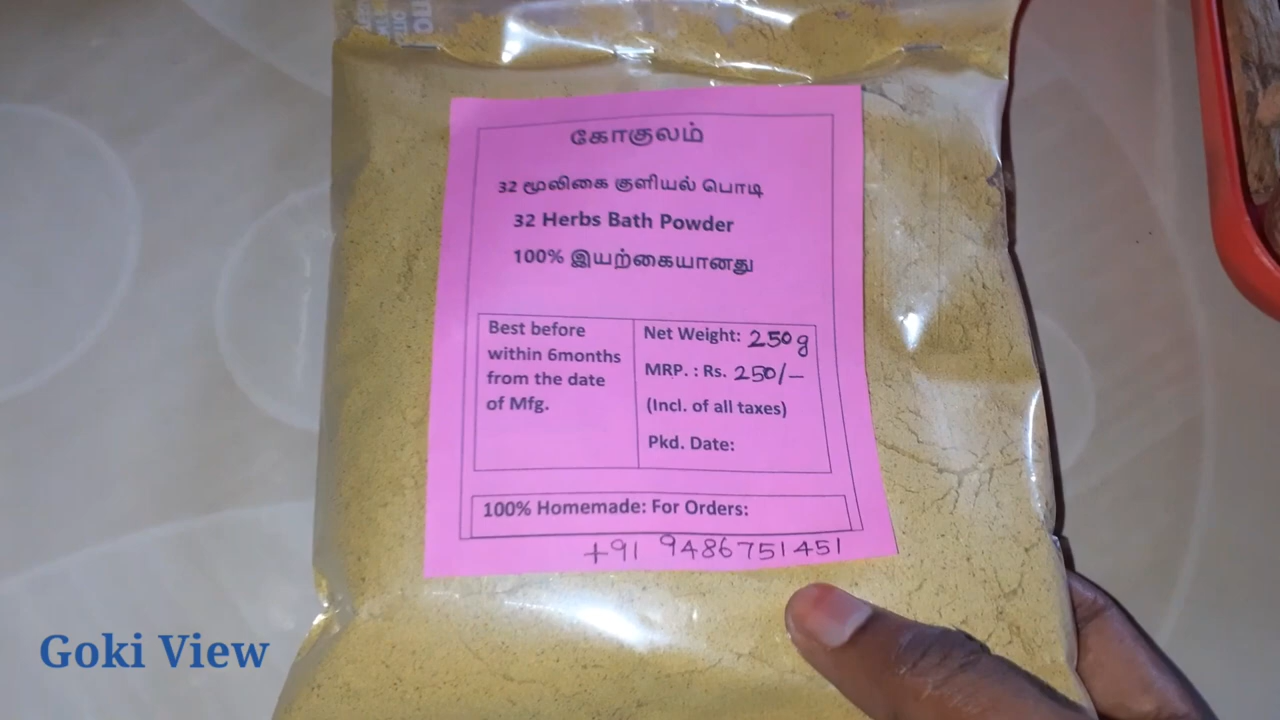 கோகுலம்
32 மூலிகை குளியல் பொடி
32 Herbs Bath Powder
100% இயற்கையானது
Best before
within 6months
from the date
of Mfg.
Net Weight: 250g
MRP. : Rs. 250/-
(Incl. of all taxes)
Pkd. Date:
100% Homemade: For Orders:
+91 9486751451
Goki View